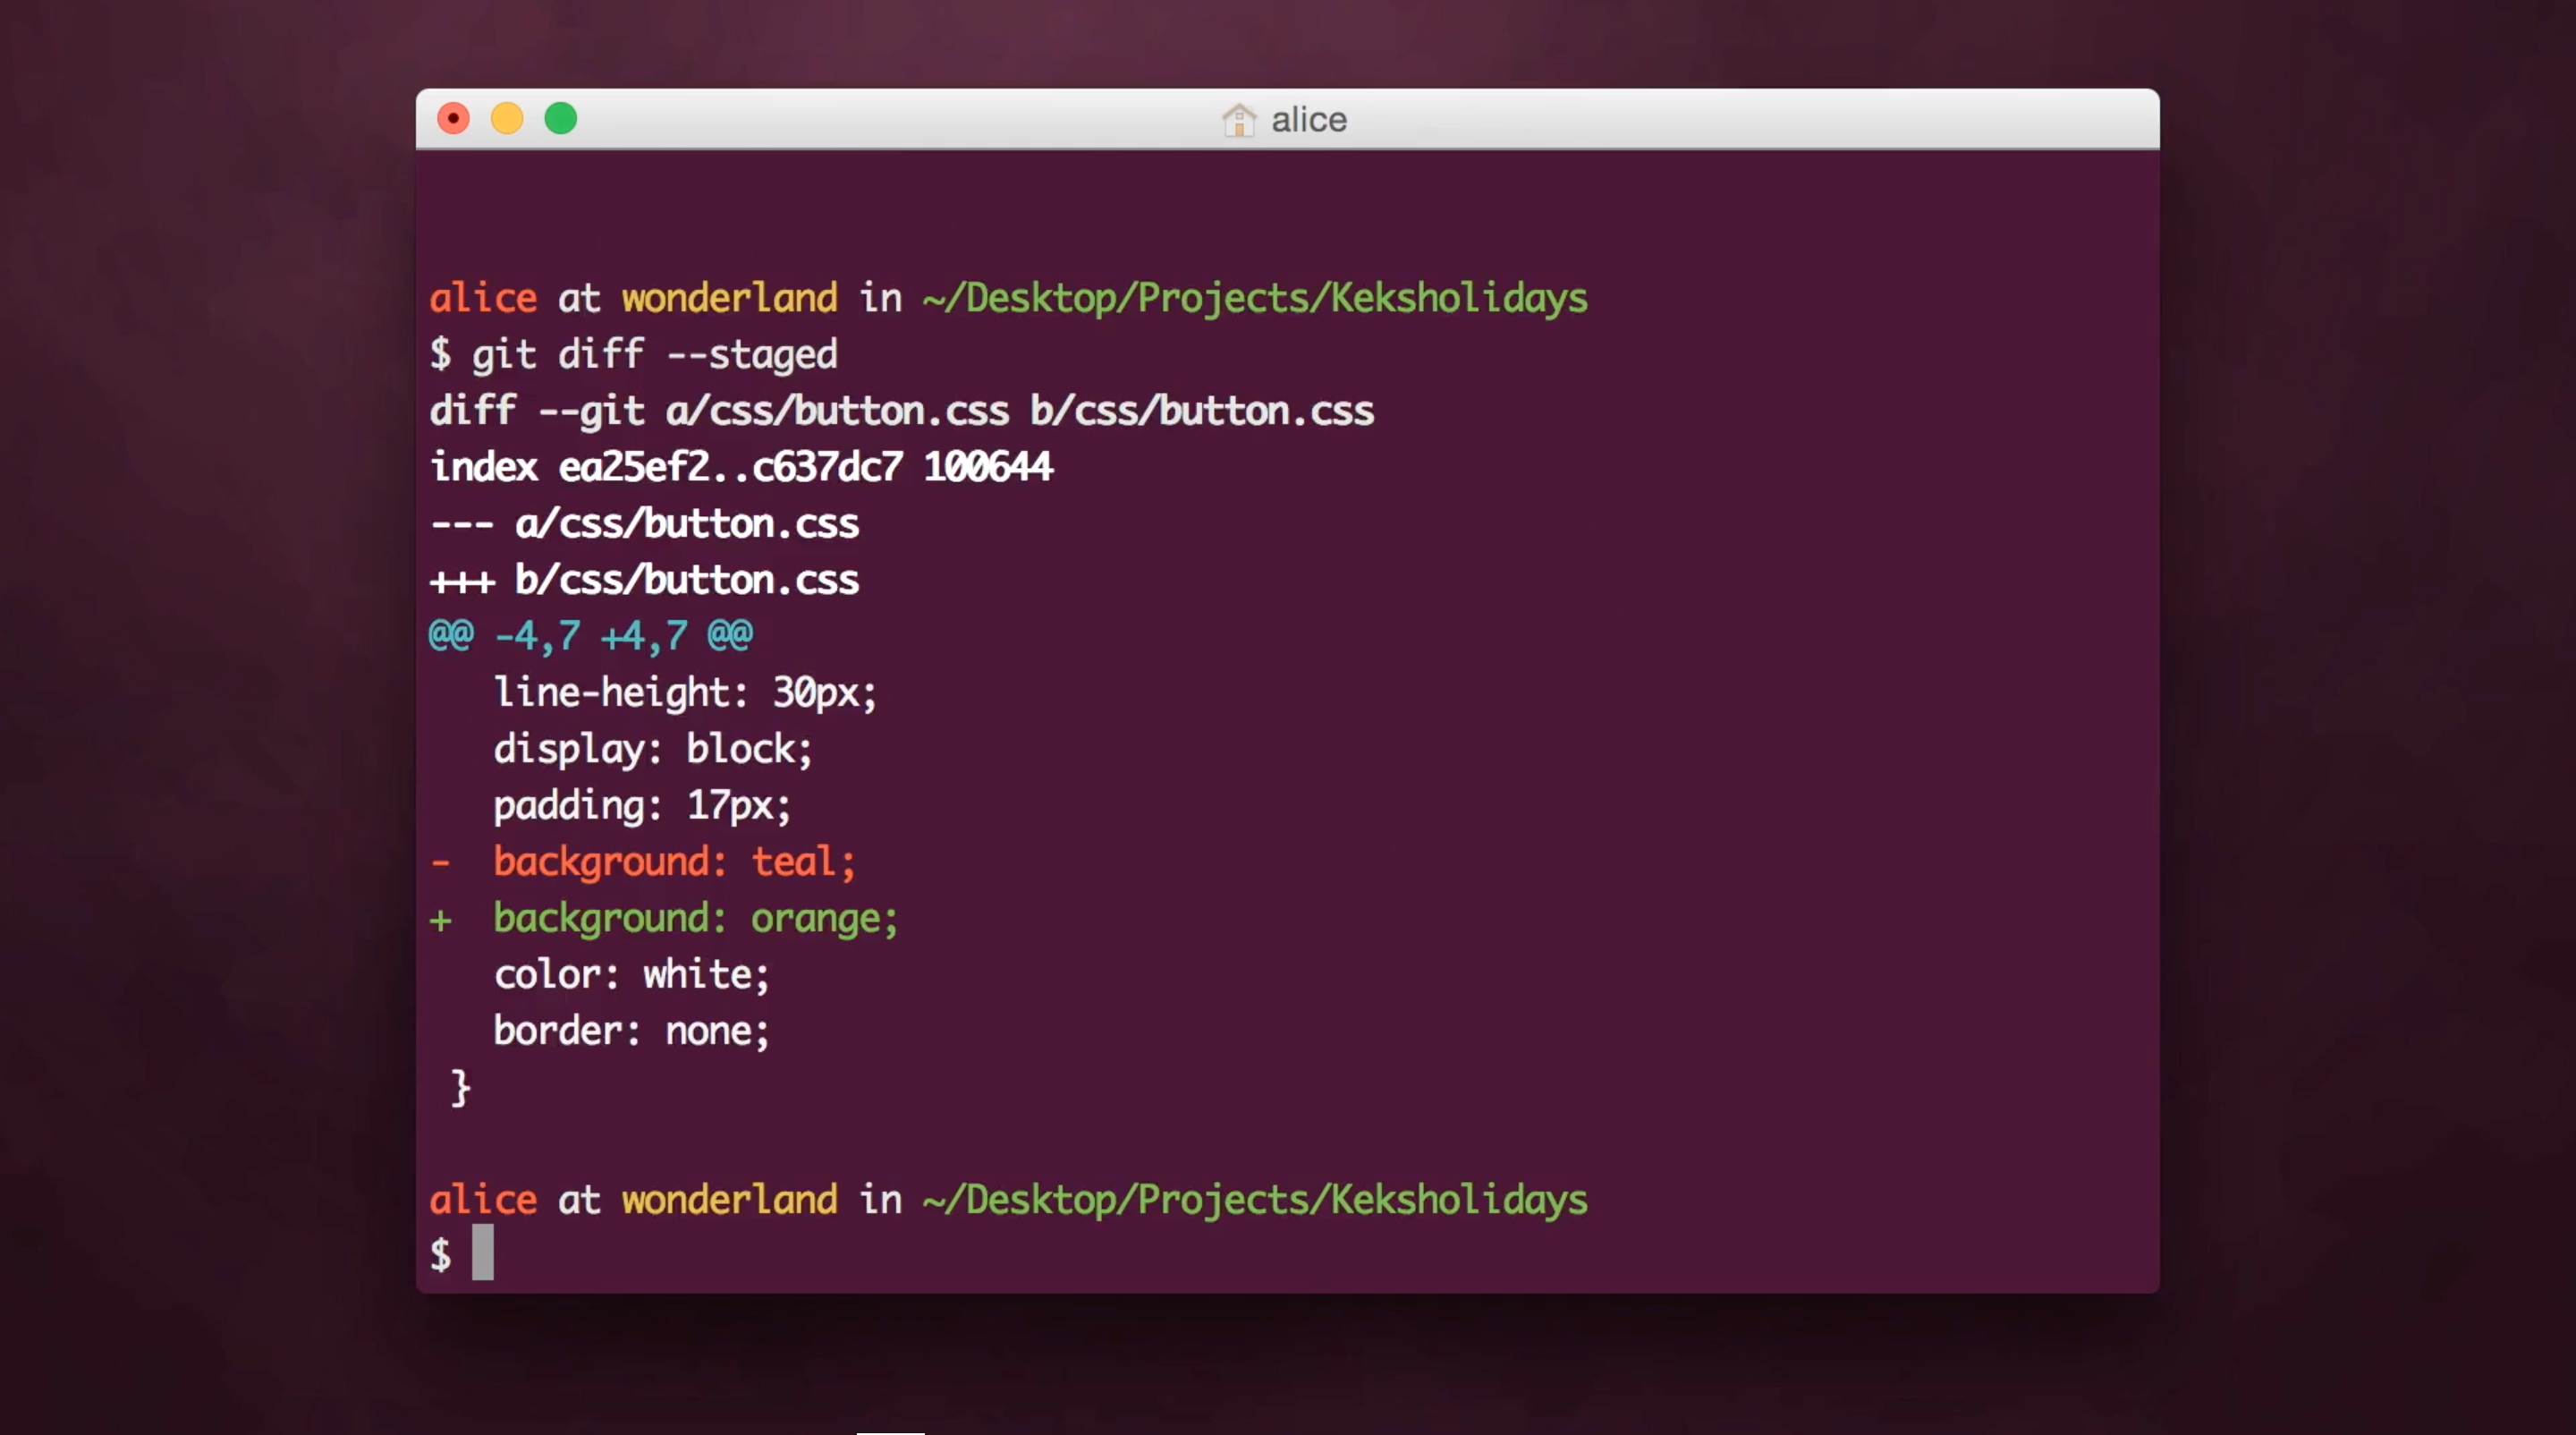 alice
alice at wonderland in ~/Desktop/Projects/Keksholidays
$ git diff --staged
diff --git a/css/button.css b/css/button.css
index ea25ef2..c637dc7 100644
--- a/css/button.css
+++ b/css/button.css
@@ -4,7 +4,7 @@
   line-height: 30px;
   display: block;
   padding: 17px;
-  background: teal;
+  background: orange;
   color: white;
   border: none;
 }
alice at wonderland in ~/Desktop/Projects/Keksholidays
$